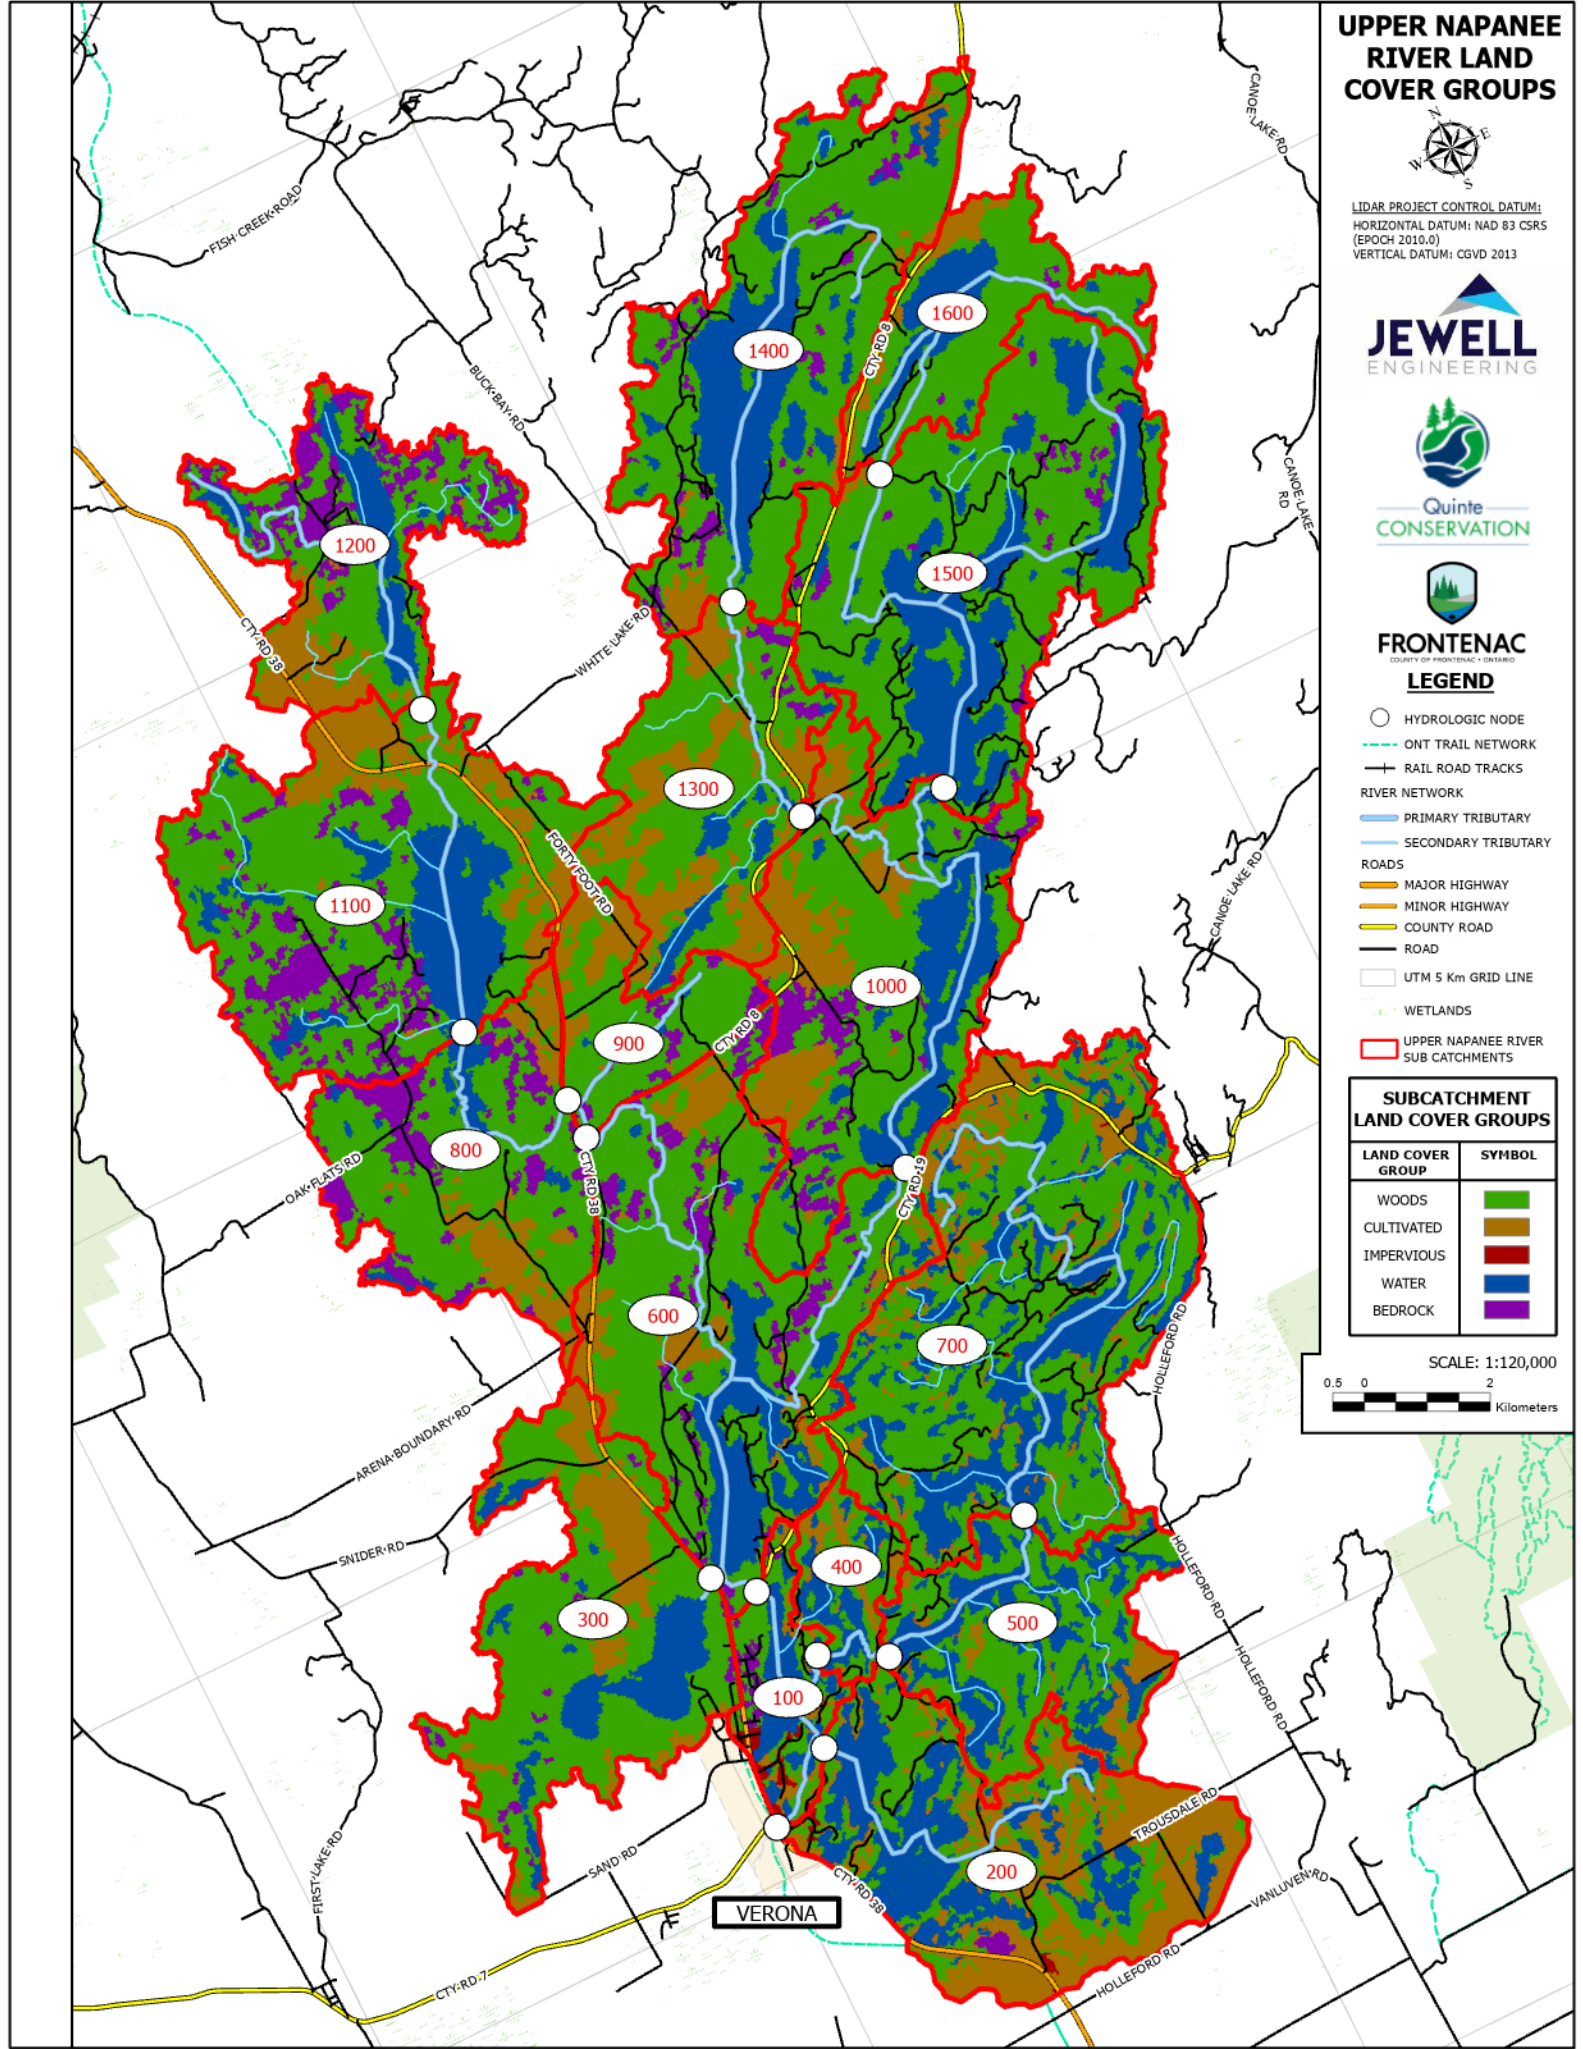 UPPER NAPANEE
RIVER LAND
COVER GROUPS
N
E
W
S
LIDAR PROJECT CONTROL DATUM:
HORIZONTAL DATUM: NAD 83 CSRS
(EPOCH 2010.0)
VERTICAL DATUM: CGVD 2013
JEWELL
ENGINEERING
Quinte
CONSERVATION
FRONTENAC
COUNTY OF FRONTENAC • ONTARIO
LEGEND
HYDROLOGIC NODE
ONT TRAIL NETWORK
RAIL ROAD TRACKS
RIVER NETWORK
PRIMARY TRIBUTARY
SECONDARY TRIBUTARY
ROADS
MAJOR HIGHWAY
MINOR HIGHWAY
COUNTY ROAD
ROAD
UTM 5 Km GRID LINE
WETLANDS
UPPER NAPANEE RIVER
SUB CATCHMENTS
SUBCATCHMENT
LAND COVER GROUPS
LAND COVER
GROUP
SYMBOL
WOODS
CULTIVATED
IMPERVIOUS
WATER
BEDROCK
SCALE: 1:120,000
0.5 0 2
Kilometers
CANOE LAKE RD
FISH CREEK ROAD
1600
1400
CTY RD 8
BUCK BAY RD
CANOE LAKE
RD
1200
1500
CTY RD 38
WHITE LAKE RD
1300
FORTY FOOT RD
CANOE LAKE RD
1100
1000
900
CTY RD 8
800
OAK FLATS RD
CTY RD 38
CTY RD 19
600
700
HOLLEFORD RD
ARENA BOUNDARY RD
SNIDER RD
400
HOLLEFORD RD
300
500
HOLLEFORD RD
100
TROUSDALE RD
SAND RD
FIRST LAKE RD
200
CTY RD 38
VANLUVEN RD
VERONA
HOLLEFORD RD
CTY RD 7